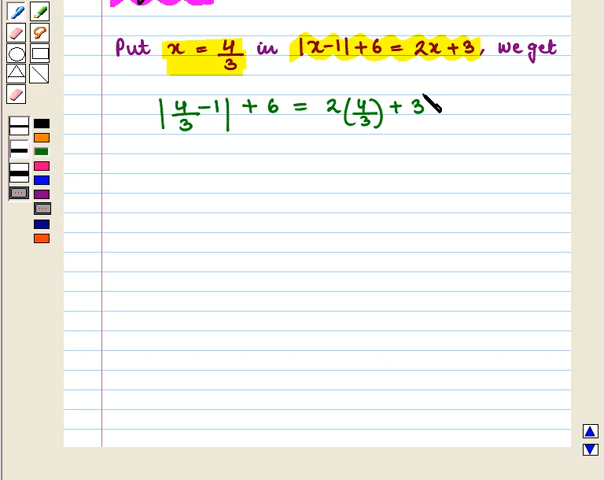 Put x = 4/3 in |x-1|+6 = 2x+3, we get
|4/3 -1| + 6 = 2(4/3) + 3